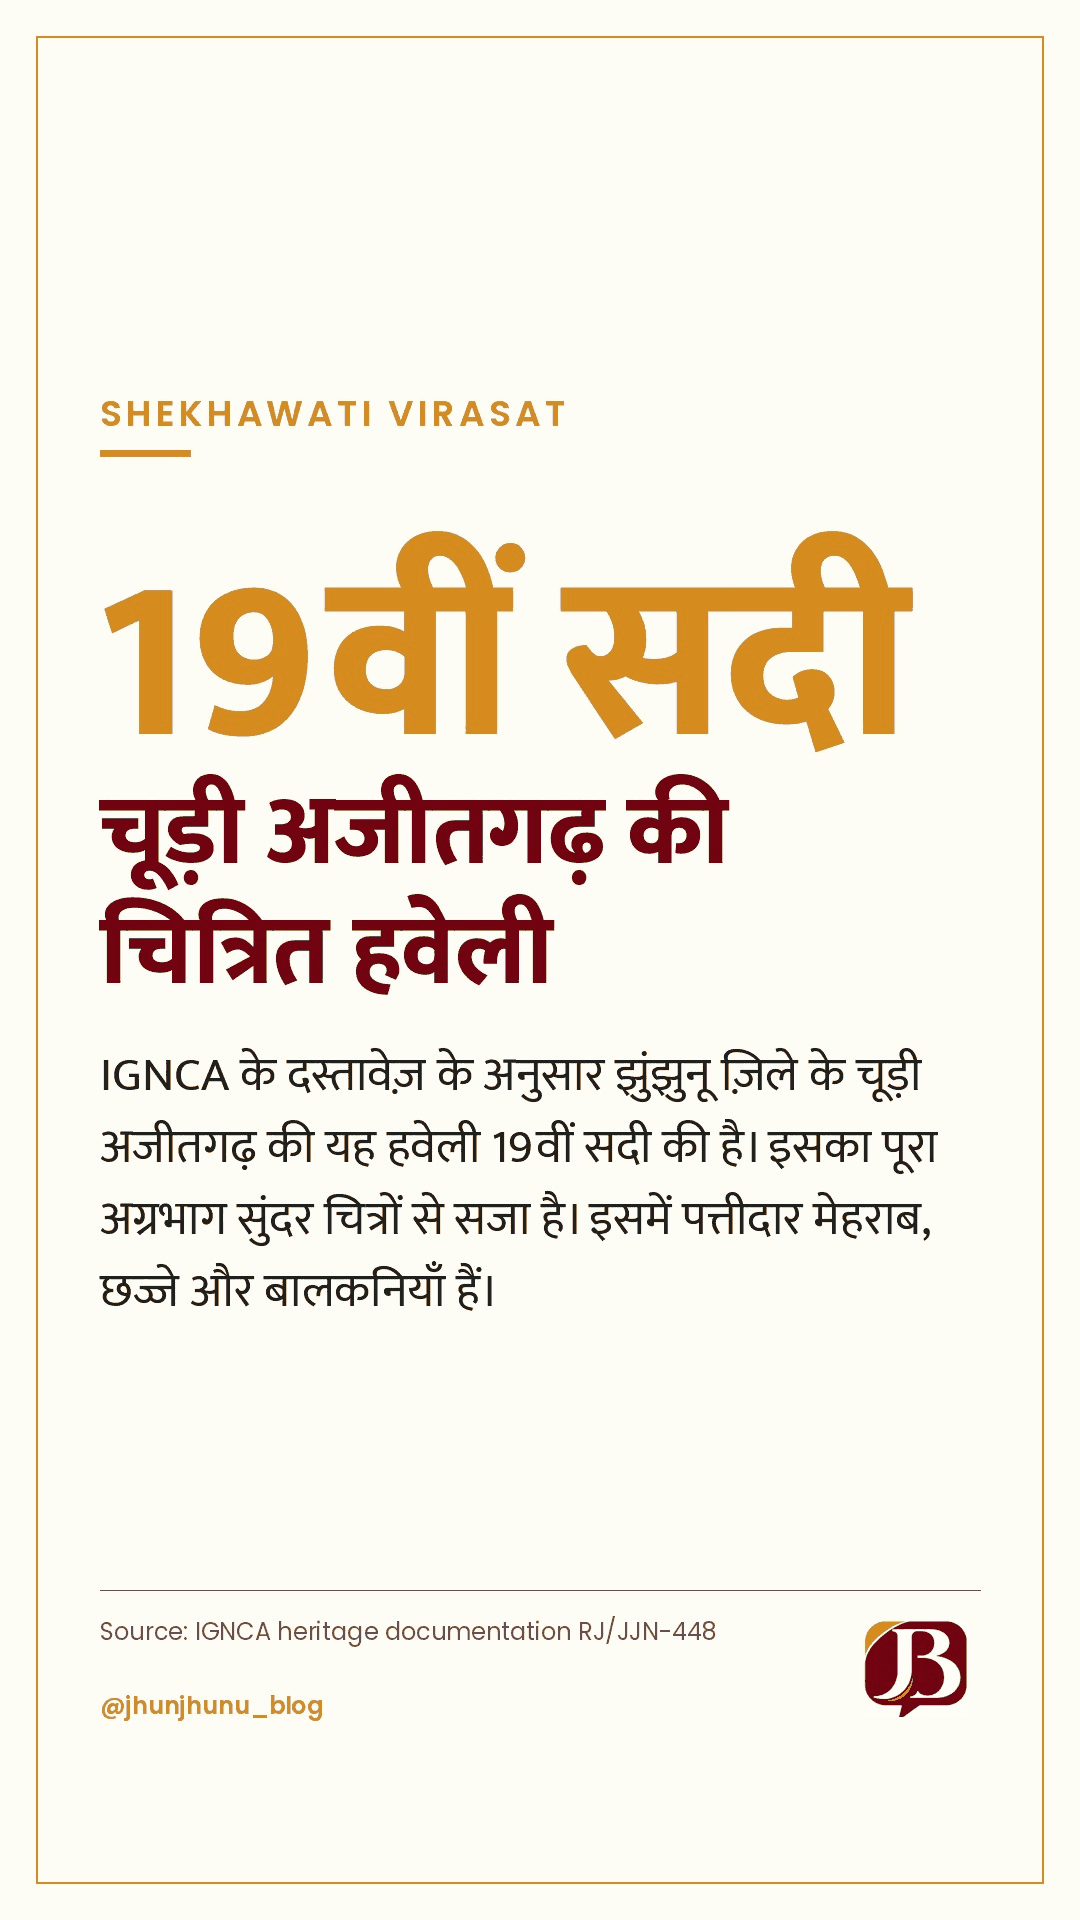 SHEKHAWATI VIRASAT
19वीं सदी
चूड़ी अजीतगढ़ की
चित्रित हवेली
IGNCA के दस्तावेज़ के अनुसार झुंझुनू ज़िले के चूड़ी
अजीतगढ़ की यह हवेली 19वीं सदी की है। इसका पूरा
अग्रभाग सुंदर चित्रों से सजा है। इसमें पत्तीदार मेहराब,
छज्जे और बालकनियाँ हैं।
Source: IGNCA heritage documentation RJ/JJN-448
JB
@jhunjhunu_blog